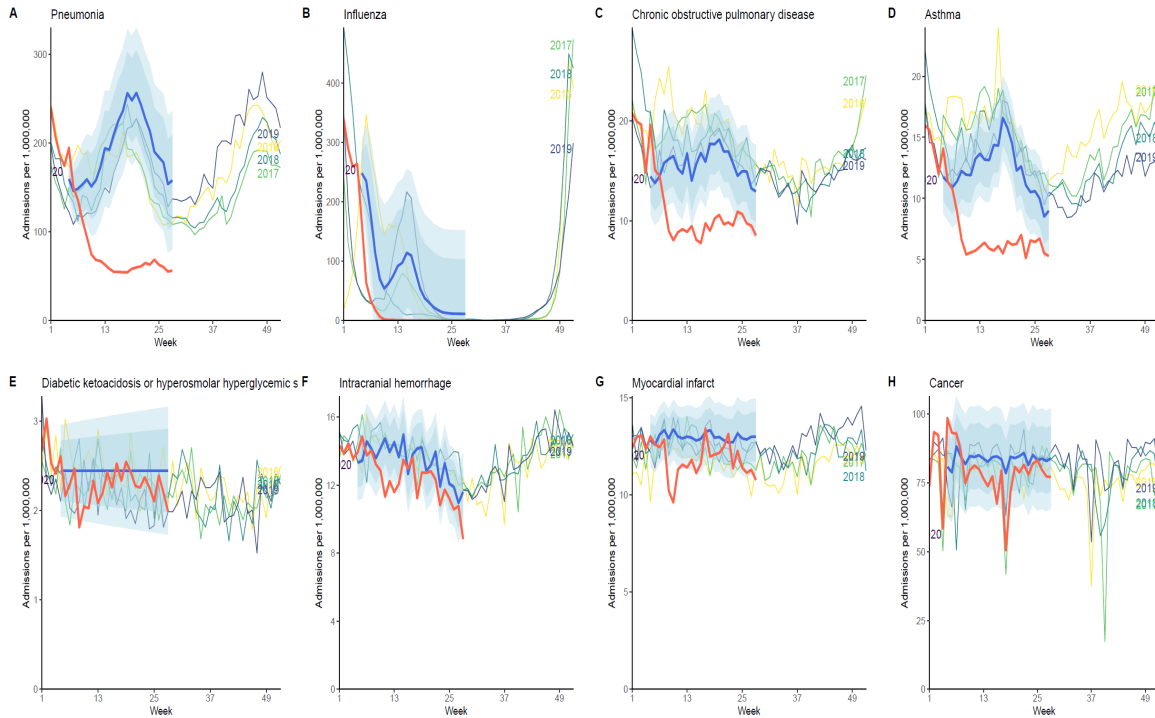 A Pneumonia
Admissions per 1,000,000
300
200
100
0
2019
2018
2017
20
1 13 25 37 49
Week
B Influenza
Admissions per 1,000,000
400
300
200
100
0
2017
2018
2019
20
1 13 25 37 49
Week
C Chronic obstructive pulmonary disease
Admissions per 1,000,000
20
10
0
2017
2018
2019
20
1 13 25 37 49
Week
D Asthma
Admissions per 1,000,000
20
15
10
5
0
2018
2019
20
1 13 25 37 49
Week
E Diabetic ketoacidosis or hyperosmolar hyperglycemic s
Admissions per 1,000,000
3
2
1
0
2019
20
1 13 25 37 49
Week
F Intracranial hemorrhage
Admissions per 1,000,000
16
14
12
10
8
6
4
2
0
2018
2019
20
1 13 25 37 49
Week
G Myocardial infarct
Admissions per 1,000,000
15
10
5
0
2019
2017
2018
20
1 13 25 37 49
Week
H Cancer
Admissions per 1,000,000
100
75
50
25
0
2019
20
1 13 25 37 49
Week